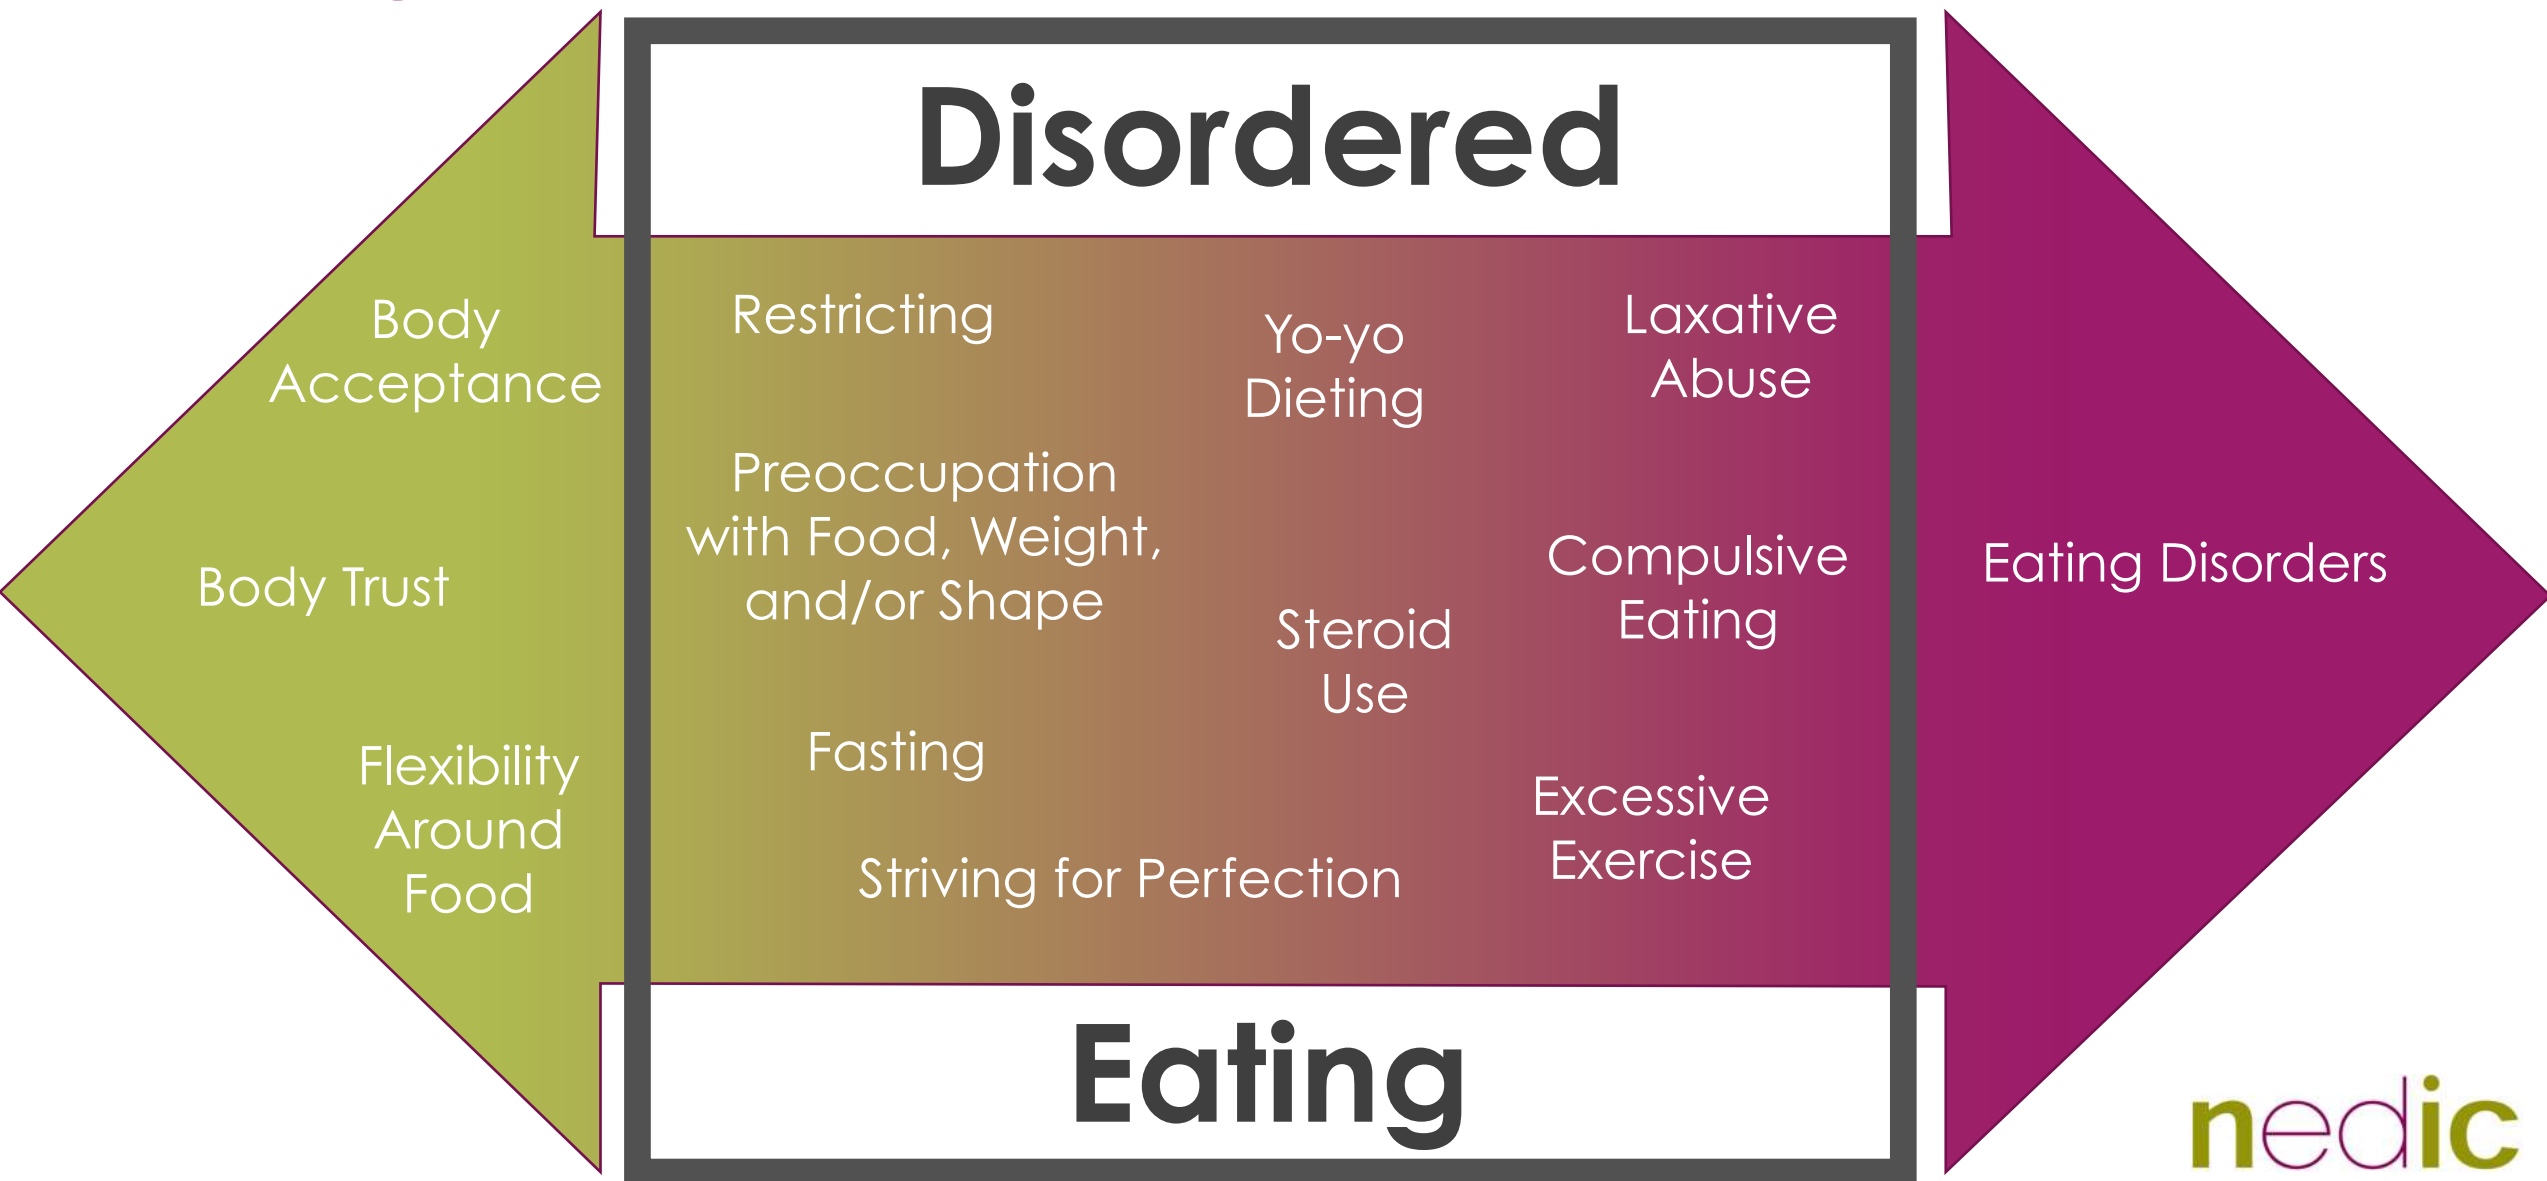 Disordered
Body
Acceptance
Body Trust
Flexibility
Around
Food
Restricting
Preoccupation
with Food, Weight,
and/or Shape
Fasting
Striving for Perfection
Yo-yo
Dieting
Steroid
Use
Laxative
Abuse
Compulsive
Eating
Excessive
Exercise
Eating Disorders
Eating
nedic